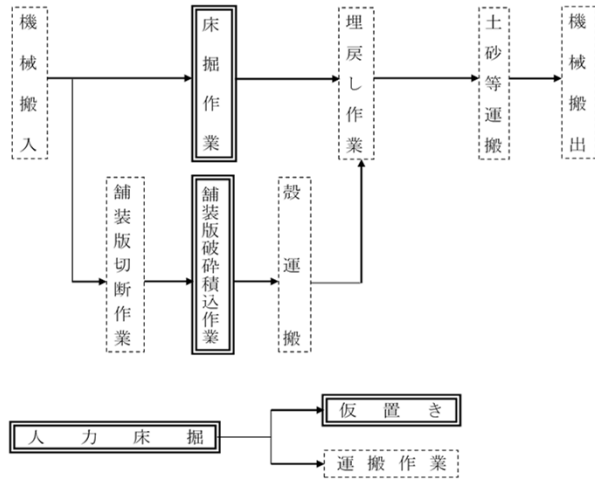 機械搬入
床掘作業
埋戻し作業
土砂等運搬
機械搬出
舗装版切断作業
舗装版破砕積込作業
殻運搬
人力床掘
仮置き
運搬作業